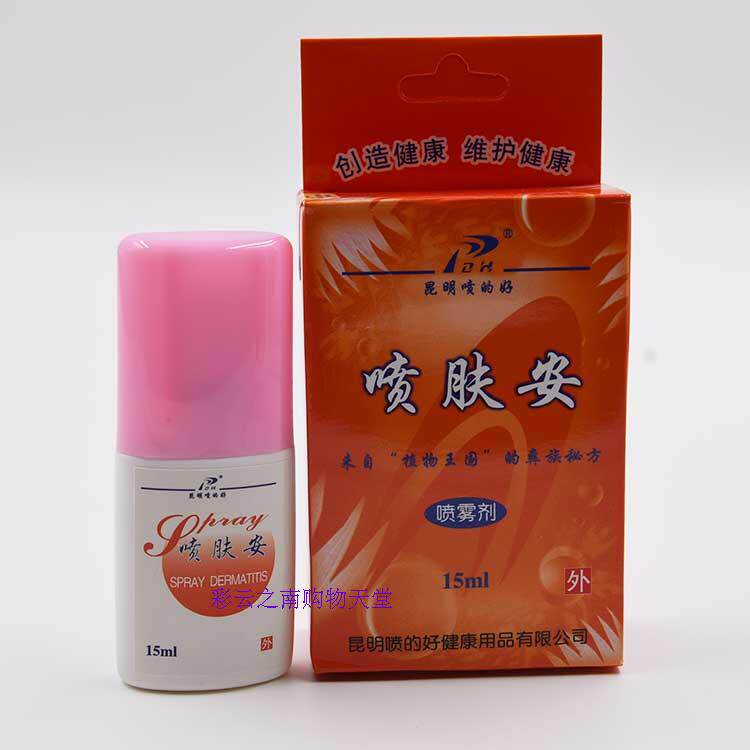 创造健康 维护健康
PDH®
昆明喷的好
喷肤安
来自“植物王国”的彝族秘方
喷雾剂
15ml
外
昆明喷的好健康用品有限公司
PDH®
昆明喷的好
Spray
喷肤安
SPRAY DERMATITIS
15ml
外
彩云之南购物天堂